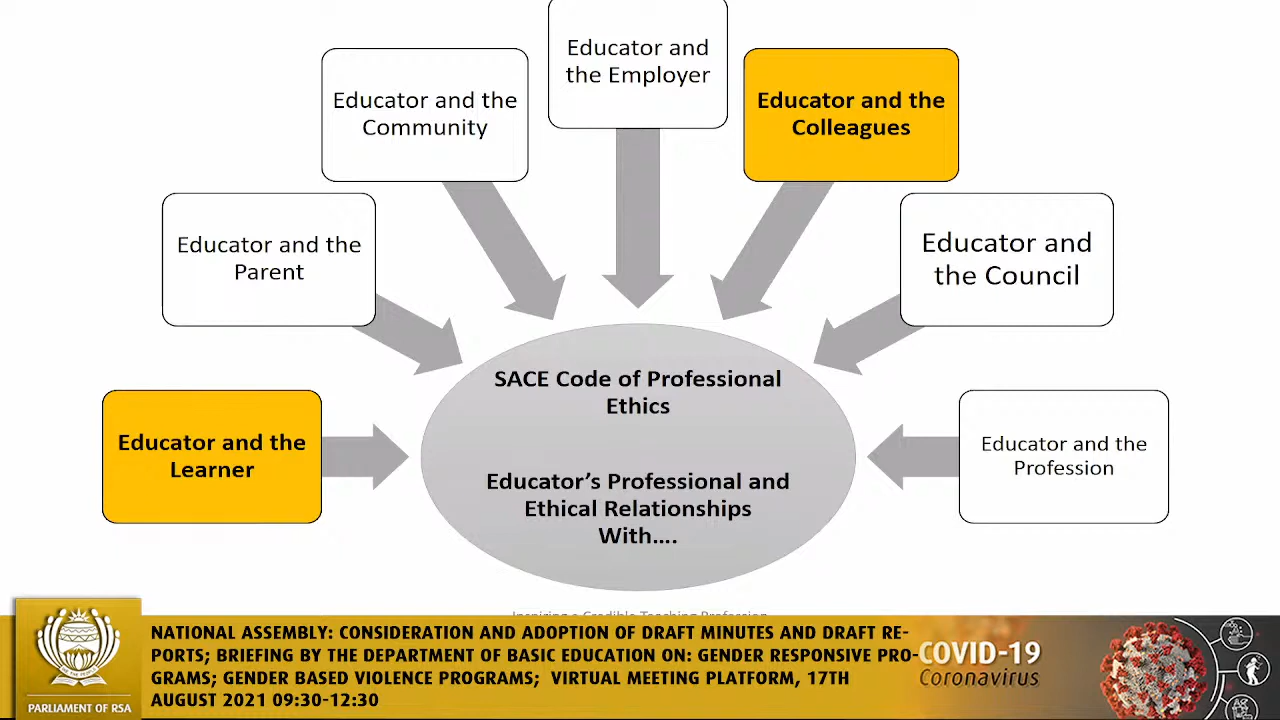 Educator and
the Employer
Educator and the
Community
Educator and the
Colleagues
Educator and the
Parent
Educator and
the Council
Educator and the
Learner
Educator and the
Profession
SACE Code of Professional
Ethics
Educator’s Professional and
Ethical Relationships
With….
Inspiring a Credible Teaching Profession
NATIONAL ASSEMBLY: CONSIDERATION AND ADOPTION OF DRAFT MINUTES AND DRAFT RE-
PORTS; BRIEFING BY THE DEPARTMENT OF BASIC EDUCATION ON: GENDER RESPONSIVE PRO-
GRAMS; GENDER BASED VIOLENCE PROGRAMS; VIRTUAL MEETING PLATFORM, 17TH
AUGUST 2021 09:30-12:30
PARLIAMENT OF RSA
COVID-19
Coronavirus